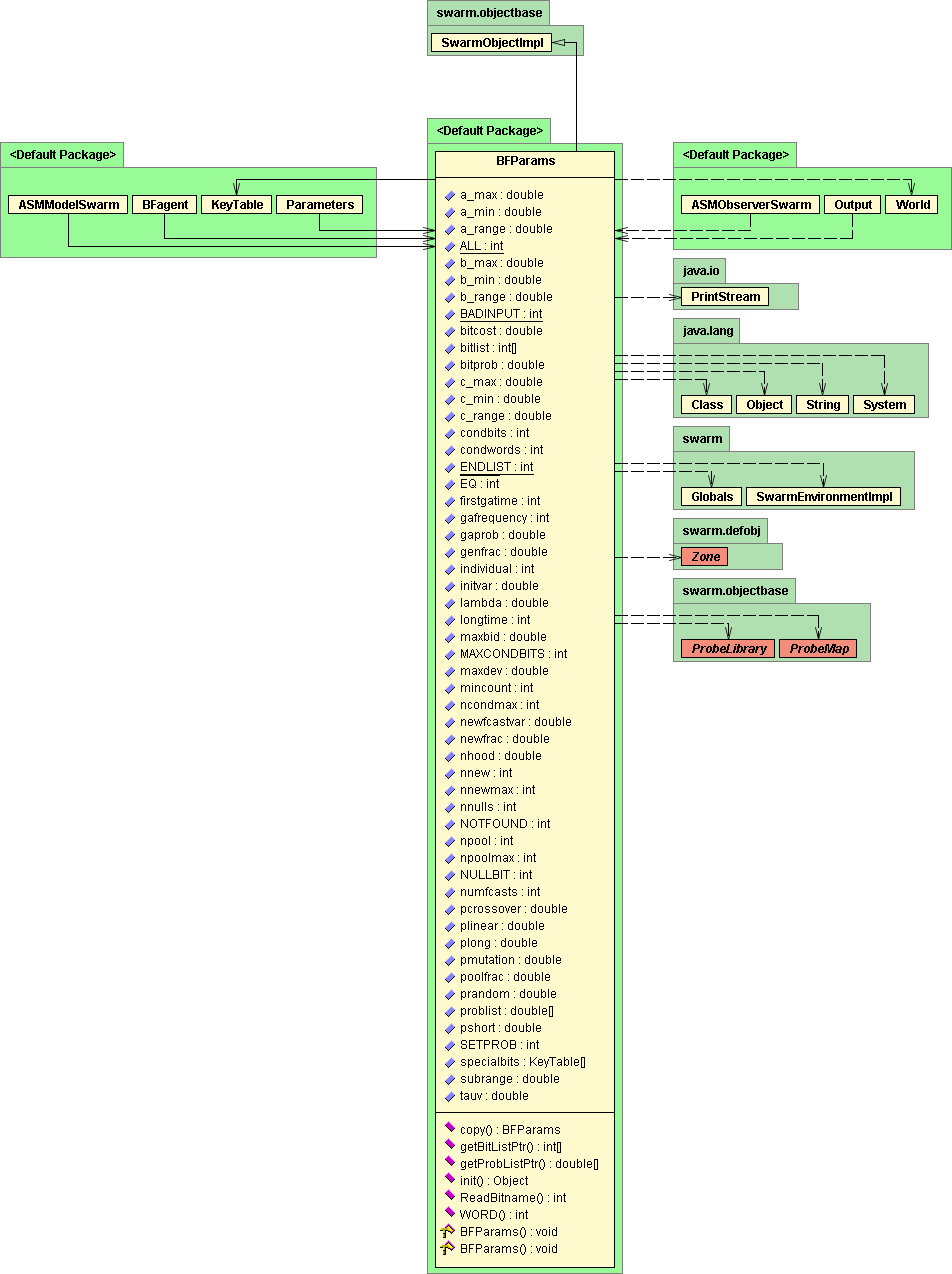 swarm.objectbase
SwarmObjectImpl
<Default Package>
ASMModelSwarm
BFagent
KeyTable
Parameters
<Default Package>
BFParams
a_max : double
a_min : double
a_range : double
ALL : int
b_max : double
b_min : double
b_range : double
BADINPUT : int
bitcost : double
bitlist : int[]
bitprob : double
c_max : double
c_min : double
c_range : double
condbits : int
condwords : int
ENDLIST : int
EQ : int
firstgatime : int
gafrequency : int
gaprob : double
genfrac : double
individual : int
initvar : double
lambda : double
longtime : int
maxbid : double
MAXCONDBITS : int
maxdev : double
mincount : int
ncondmax : int
newfcastvar : double
newfrac : double
nhood : double
nnew : int
nnewmax : int
nnulls : int
NOTFOUND : int
npool : int
npoolmax : int
NULLBIT : int
numfcasts : int
pcrossover : double
plinear : double
plong : double
pmutation : double
poolfrac : double
prandom : double
problist : double[]
pshort : double
SETPROB : int
specialbits : KeyTable[]
subrange : double
tauv : double
copy() : BFParams
getBitListPtr() : int[]
getProbListPtr() : double[]
init() : Object
ReadBitname() : int
WORD() : int
BFParams() : void
BFParams() : void
<Default Package>
ASMObserverSwarm
Output
World
java.io
PrintStream
java.lang
Class
Object
String
System
swarm
Globals
SwarmEnvironmentImpl
swarm.defobj
Zone
swarm.objectbase
ProbeLibrary
ProbeMap